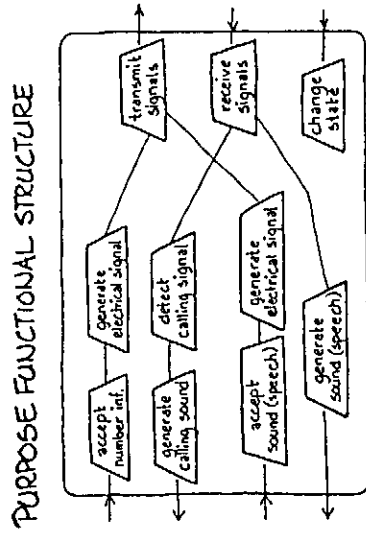 PURPOSE FUNCTIONAL STRUCTURE
accept
number inf.
generate
electrical signal
transmit
signals
generate
calling sound
detect
calling signal
receive
signals
accept
sound (speech)
generate
electrical signal
generate
sound (speech)
change
state